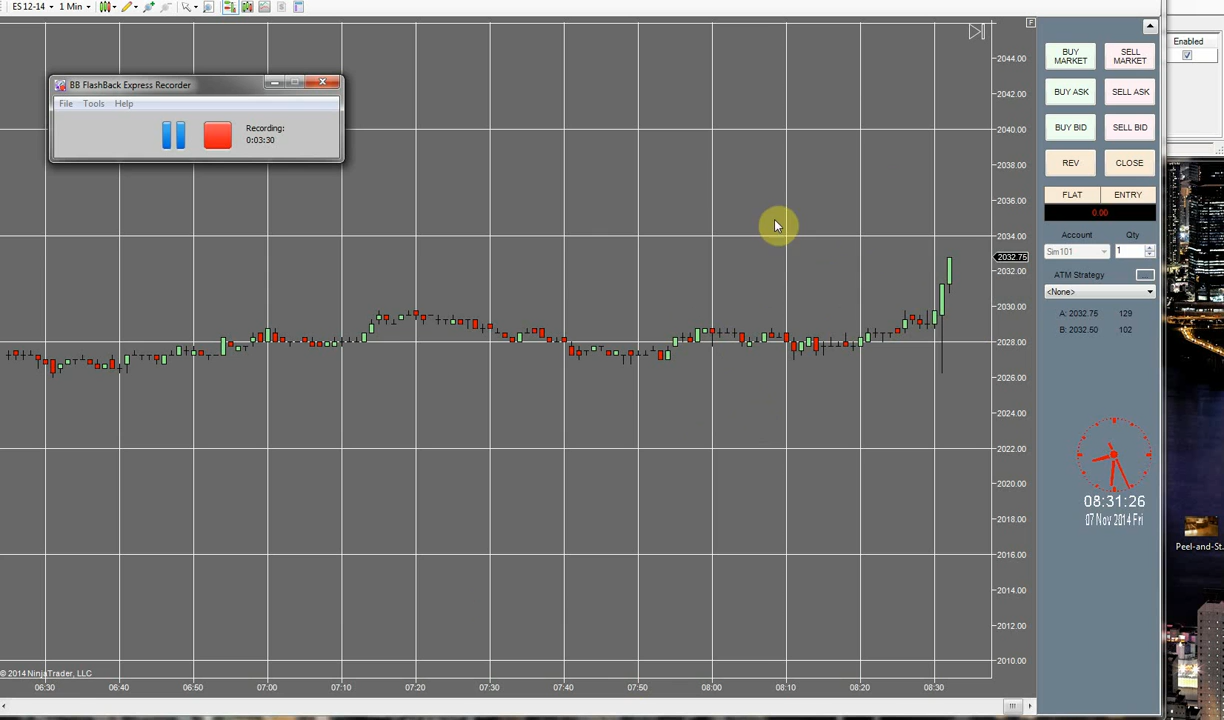 ES 12-14 1 Min
F
BB FlashBack Express Recorder
File Tools Help
Recording:
0:03:30
2044.00
2042.00
2040.00
2038.00
2036.00
2034.00
2032.75
2032.00
2030.00
2028.00
2026.00
2024.00
2022.00
2020.00
2018.00
2016.00
2014.00
2012.00
2010.00
BUY MARKET
SELL MARKET
BUY ASK
SELL ASK
BUY BID
SELL BID
REV
CLOSE
FLAT
ENTRY
0.00
Account
Qty
Sim101
1
ATM Strategy
<None>
A: 2032.75 129
B: 2032.50 102
08:31:26
07 Nov 2014 Fri
Enabled
Peel-and-St...
© 2014 NinjaTrader, LLC
06:30 06:40 06:50 07:00 07:10 07:20 07:30 07:40 07:50 08:00 08:10 08:20 08:30